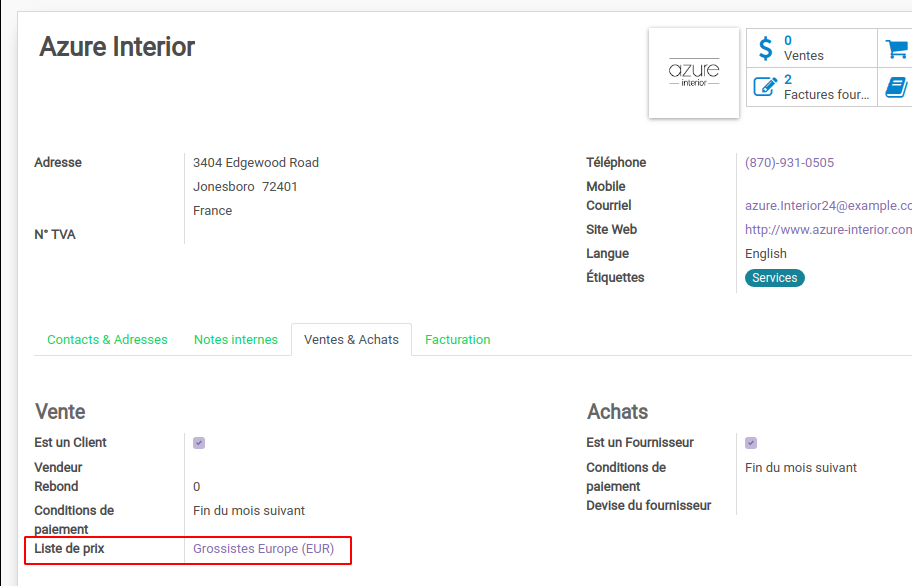 Azure Interior
azure
interior
0
Ventes
2
Factures four...
Adresse
3404 Edgewood Road
Jonesboro 72401
France
N° TVA
Téléphone
(870)-931-0505
Mobile
Courriel
azure.Interior24@example.co
Site Web
http://www.azure-interior.com
Langue
English
Étiquettes
Services
Contacts & Adresses
Notes internes
Ventes & Achats
Facturation
Vente
Est un Client
Vendeur
Rebond
0
Conditions de
paiement
Fin du mois suivant
Liste de prix
Grossistes Europe (EUR)
Achats
Est un Fournisseur
Conditions de
paiement
Fin du mois suivant
Devise du fournisseur